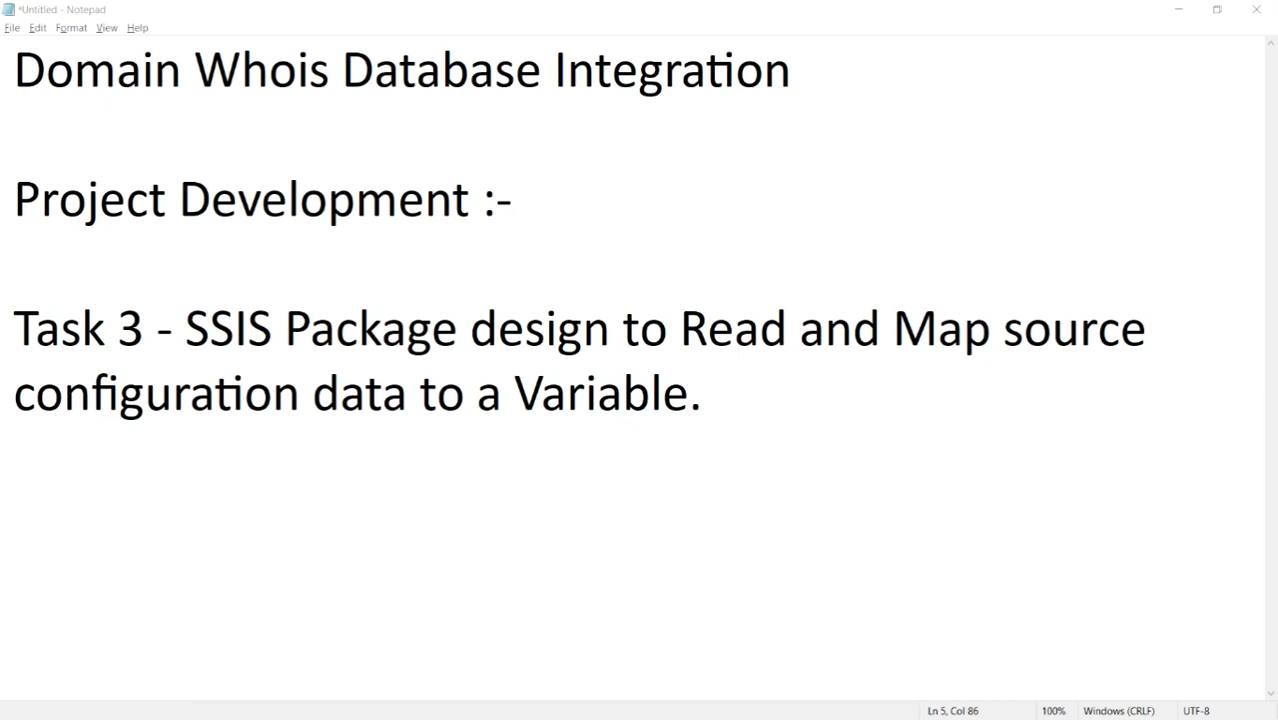 *Untitled - Notepad
File Edit Format View Help
Domain Whois Database Integration
Project Development :-
Task 3 - SSIS Package design to Read and Map source
configuration data to a Variable.
Ln 5, Col 86 100% Windows (CRLF) UTF-8